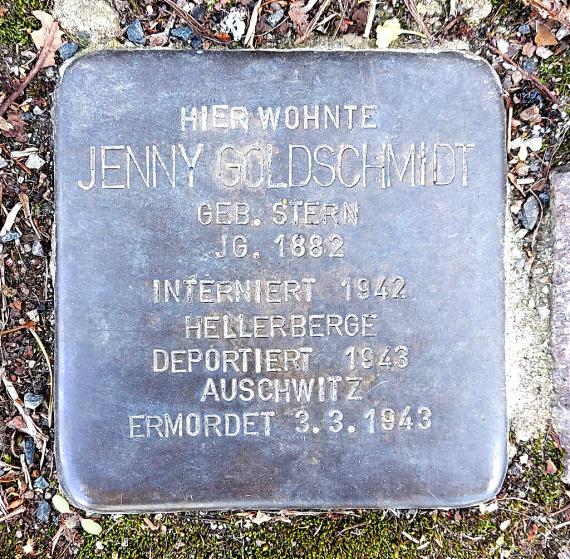 HIER WOHNTE
JENNY GOLDSCHMIDT
GEB. STERN
JG. 1882
INTERNIERT 1942
HELLERBERGE
DEPORTIERT 1943
AUSCHWITZ
ERMORDET 3.3.1943